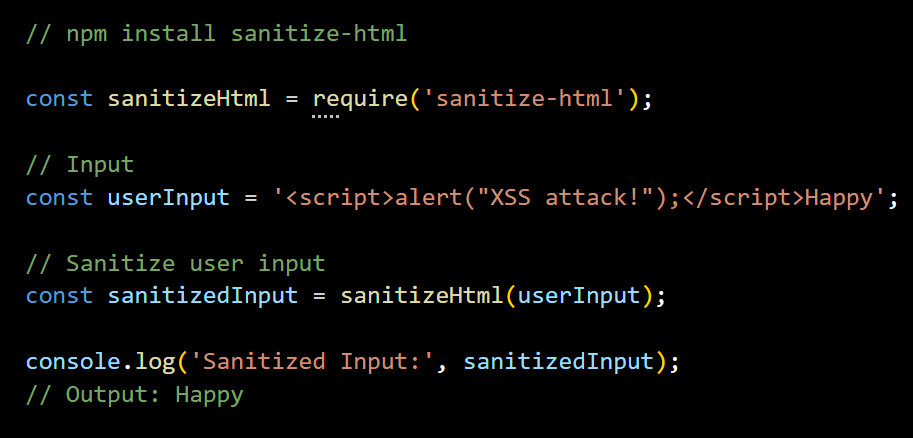 // npm install sanitize-html
const sanitizeHtml = require('sanitize-html');
// Input
const userInput = '<script>alert("XSS attack!");</script>Happy';
// Sanitize user input
const sanitizedInput = sanitizeHtml(userInput);
console.log('Sanitized Input:', sanitizedInput);
// Output: Happy